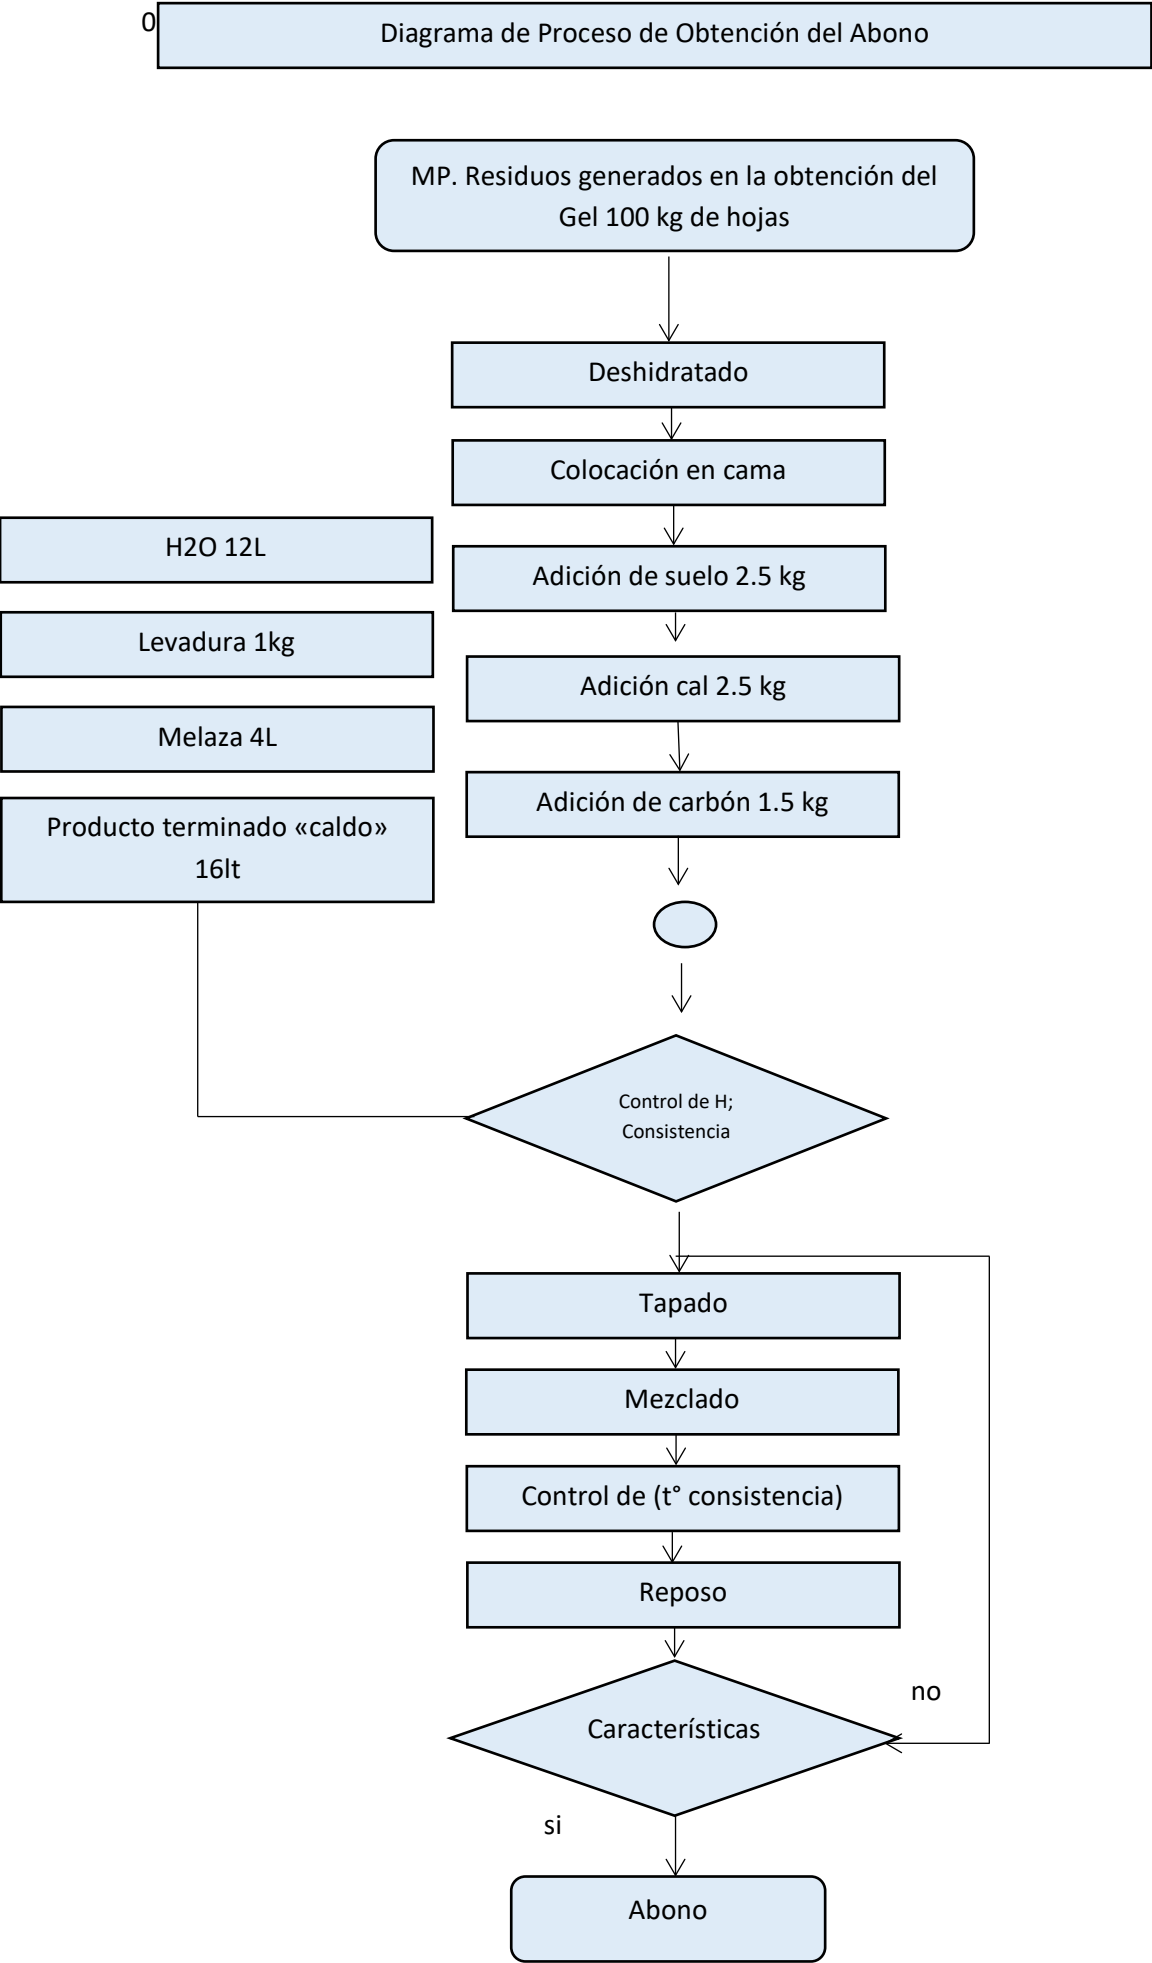 0
Diagrama de Proceso de Obtención del Abono
MP. Residuos generados en la obtención del
Gel 100 kg de hojas
Deshidratado
Colocación en cama
H2O 12L
Adición de suelo 2.5 kg
Levadura 1kg
Adición cal 2.5 kg
Melaza 4L
Adición de carbón 1.5 kg
Producto terminado «caldo»
16lt
Control de H;
Consistencia
Tapado
Mezclado
Control de (t° consistencia)
Reposo
no
Características
si
Abono